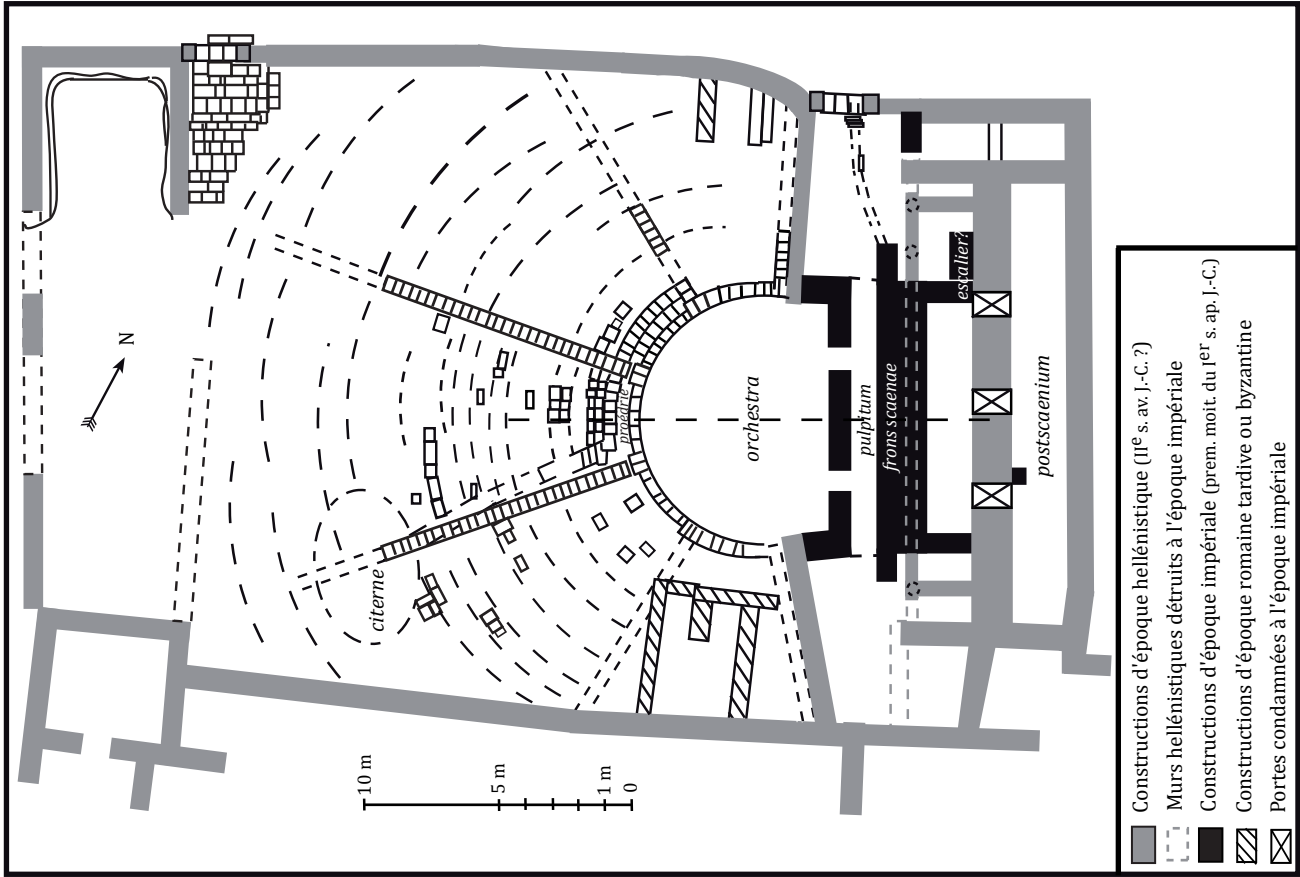 N
citerne
proédrie
orchestra
pulpitum
frons scaenae
escalier?
postscaenium
10 m
5 m
1 m
0
Constructions d'époque hellénistique (IIe s. av. J.-C. ?)
Murs hellénistiques détruits à l'époque impériale
Constructions d'époque impériale (prem. moit. du Ier s. ap. J.-C.)
Constructions d'époque romaine tardive ou byzantine
Portes condamnées à l'époque impériale